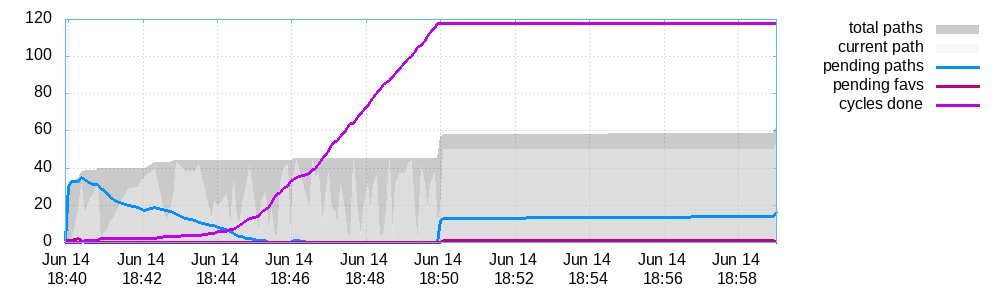 120
100
80
60
40
20
0
Jun 14 Jun 14 Jun 14 Jun 14 Jun 14 Jun 14 Jun 14 Jun 14 Jun 14 Jun 14
18:40 18:42 18:44 18:46 18:48 18:50 18:52 18:54 18:56 18:58
total paths
current path
pending paths
pending favs
cycles done